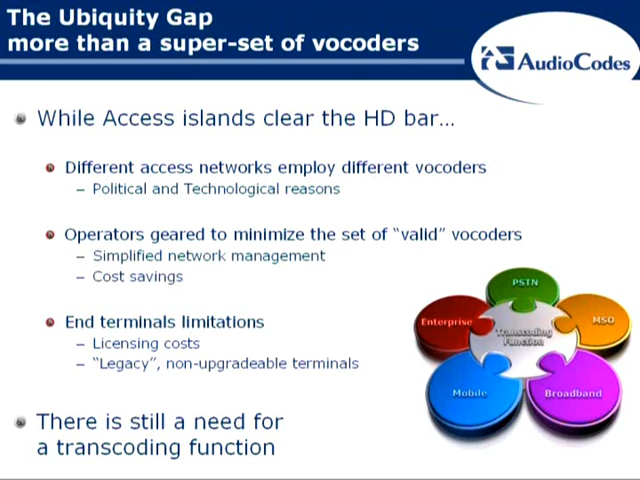 The Ubiquity Gap
more than a super-set of vocoders
AudioCodes
While Access islands clear the HD bar...
Different access networks employ different vocoders
– Political and Technological reasons
Operators geared to minimize the set of “valid” vocoders
– Simplified network management
– Cost savings
End terminals limitations
– Licensing costs
– “Legacy”, non-upgradeable terminals
There is still a need for
a transcoding function
PSTN
Enterprise
MSO
Transcoding
Function
Mobile
Broadband